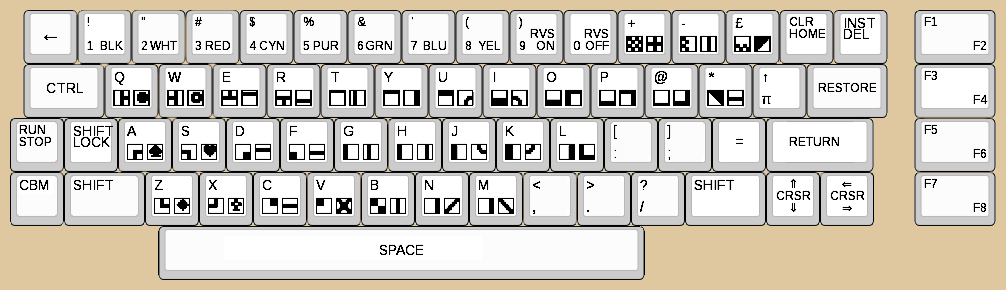 ← ! 1 BLK " 2 WHT # 3 RED $ 4 CYN % 5 PUR & 6 GRN ' 7 BLU ( 8 YEL ) 9 RVS ON 0 RVS OFF + - £ CLR HOME INST DEL F1 F2
CTRL Q W E R T Y U I O P @ * ↑ π RESTORE F3 F4
RUN STOP SHIFT LOCK A S D F G H J K L [ : ] ; = RETURN F5 F6
CBM SHIFT Z X C V B N M < , > . ? / SHIFT ⇑ CRSR ⇓ ⇐ CRSR ⇒ F7 F8
SPACE